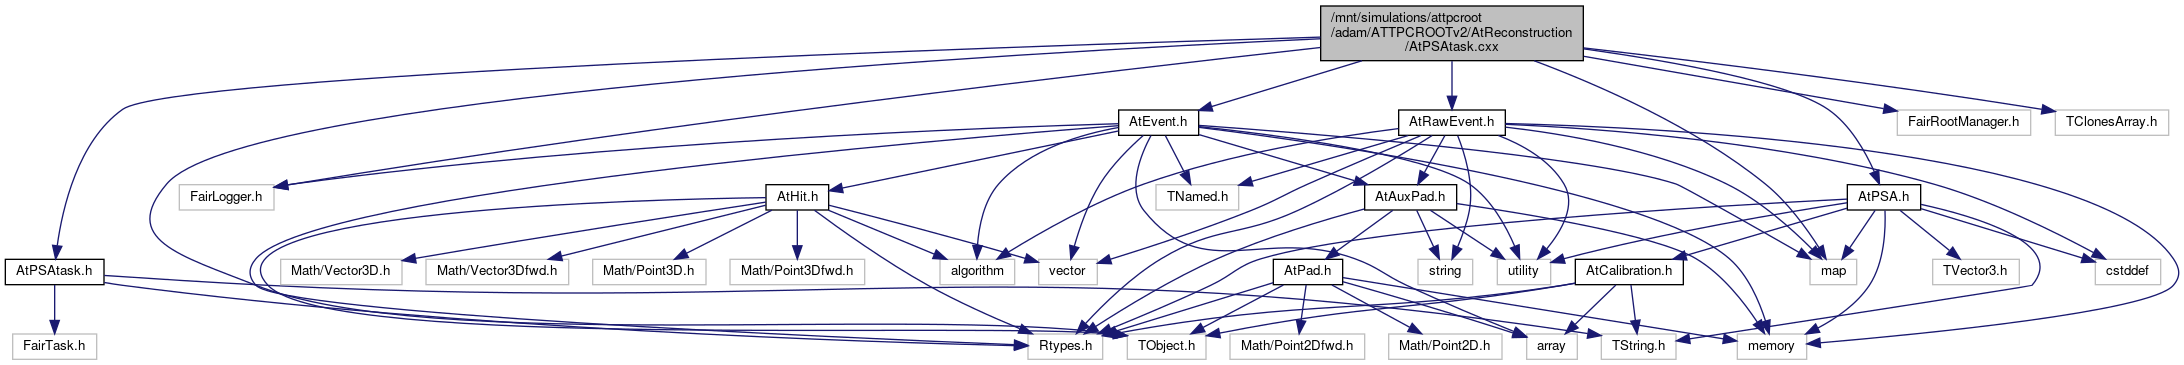 /mnt/simulations/attpcroot
/adam/ATTPCROOTv2/AtReconstruction
/AtPSAtask.cxx
AtEvent.h
AtRawEvent.h
FairRootManager.h
TClonesArray.h
FairLogger.h
AtHit.h
TNamed.h
AtAuxPad.h
AtPSA.h
AtPSAtask.h
Math/Vector3D.h
Math/Vector3Dfwd.h
Math/Point3D.h
Math/Point3Dfwd.h
algorithm
vector
AtPad.h
string
utility
AtCalibration.h
map
TVector3.h
cstddef
FairTask.h
Rtypes.h
TObject.h
Math/Point2Dfwd.h
Math/Point2D.h
array
TString.h
memory